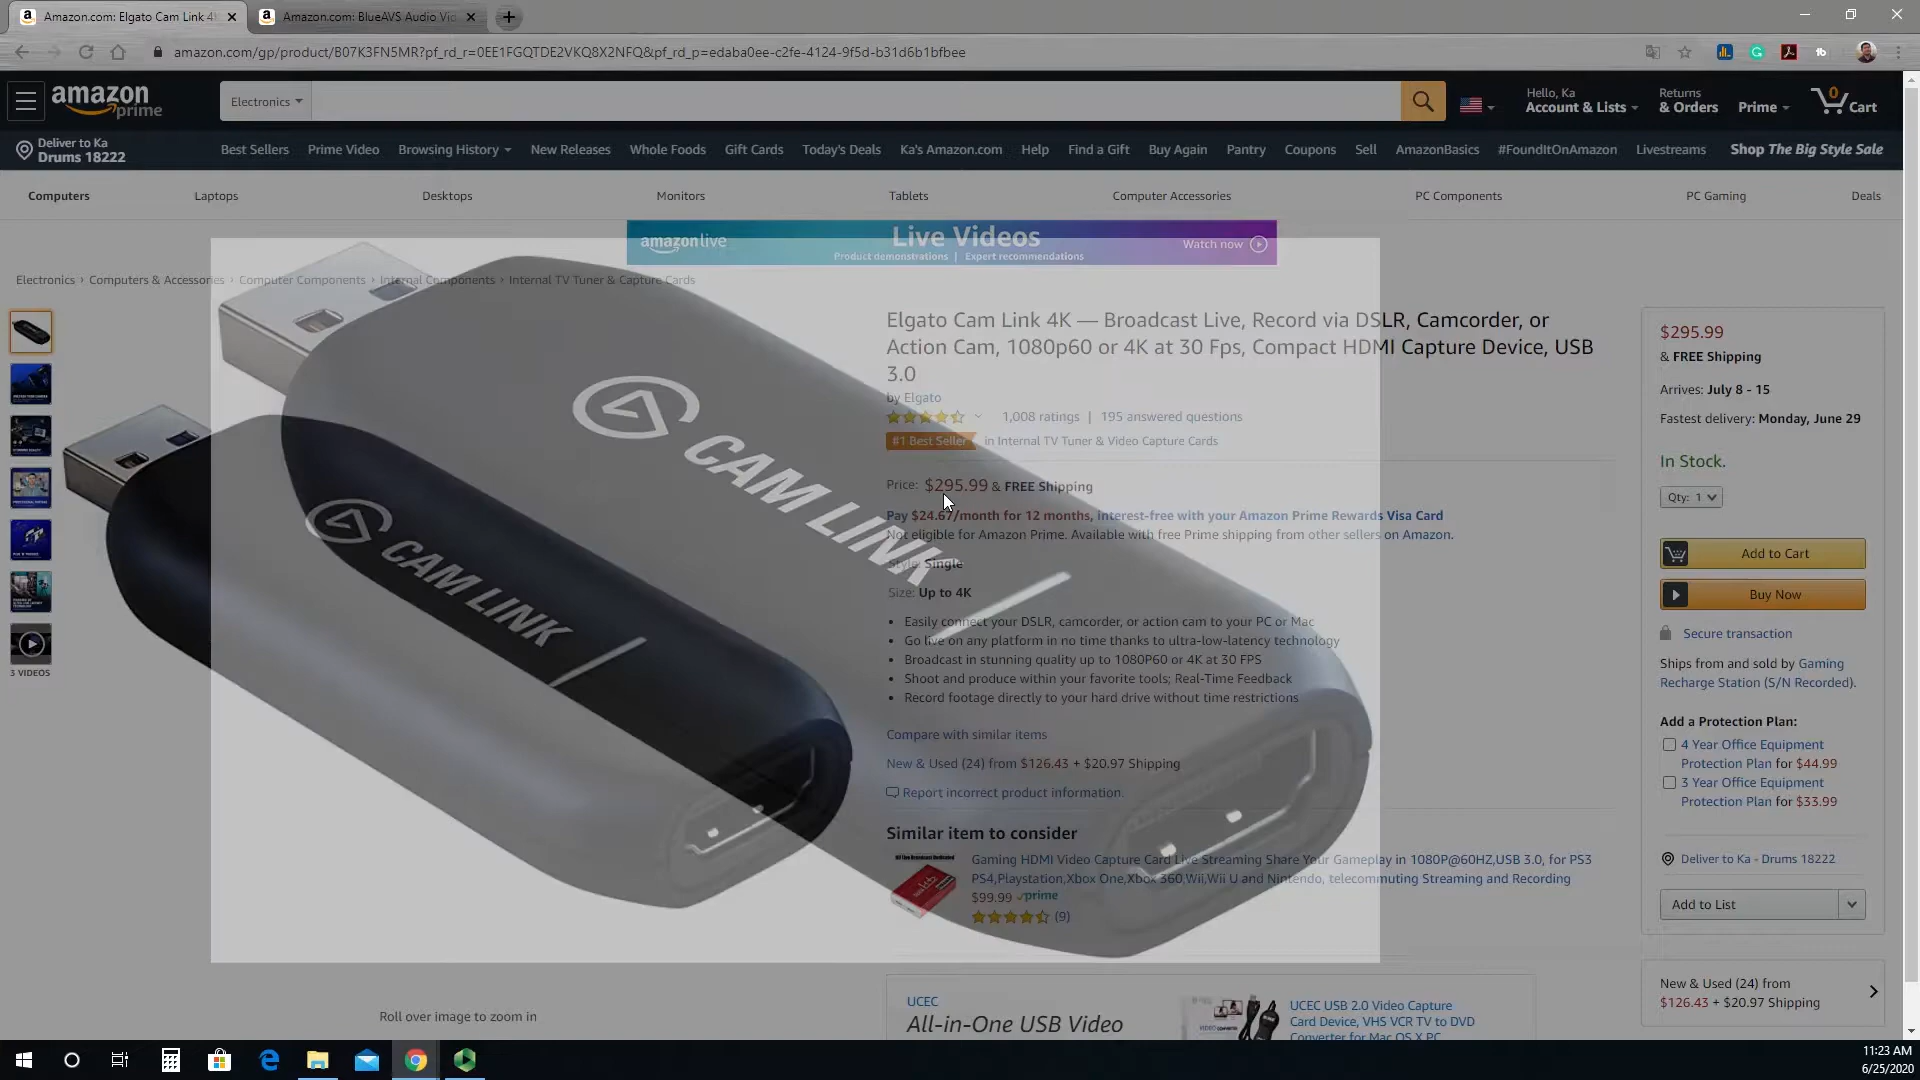 Amazon.com: Elgato Cam Link 4K
Amazon.com: BlueAVS Audio Vid
amazon.com/gp/product/B07K3FN5MR?pf_rd_r=0EE1FGQTDE2VKQ8X2NFQ&pf_rd_p=edaba0ee-c2fe-4124-9f5d-b31d6b1bfbee
amazon prime
Electronics
Hello, Ka
Account & Lists
Returns
& Orders
Prime
0
Cart
Deliver to Ka
Drums 18222
Best Sellers Prime Video Browsing History New Releases Whole Foods Gift Cards Today's Deals Ka's Amazon.com Help Find a Gift Buy Again Pantry Coupons Sell AmazonBasics #FoundItOnAmazon Livestreams Shop The Big Style Sale
Computers Laptops Desktops Monitors Tablets Computer Accessories PC Components PC Gaming Deals
amazonlive
Live Videos
Product demonstrations | Expert recommendations
Watch now
Electronics › Computers & Accessories › Computer Components › Internal Components › Internal TV Tuner & Capture Cards
3 VIDEOS
CAM LINK
CAM LINK
Roll over image to zoom in
Elgato Cam Link 4K — Broadcast Live, Record via DSLR, Camcorder, or
Action Cam, 1080p60 or 4K at 30 Fps, Compact HDMI Capture Device, USB
3.0
by Elgato
1,008 ratings | 195 answered questions
#1 Best Seller in Internal TV Tuner & Video Capture Cards
Price: $295.99 & FREE Shipping
Pay $24.67/month for 12 months, interest-free with your Amazon Prime Rewards Visa Card
Not eligible for Amazon Prime. Available with free Prime shipping from other sellers on Amazon.
Style: Single
Size: Up to 4K
• Easily connect your DSLR, camcorder, or action cam to your PC or Mac
• Go live on any platform in no time thanks to ultra-low-latency technology
• Broadcast in stunning quality up to 1080P60 or 4K at 30 FPS
• Shoot and produce within your favorite tools; Real-Time Feedback
• Record footage directly to your hard drive without time restrictions
Compare with similar items
New & Used (24) from $126.43 + $20.97 Shipping
Report incorrect product information.
Similar item to consider
Gaming HDMI Video Capture Card Live Streaming Share Your Gameplay in 1080P@60HZ,USB 3.0, for PS3
PS4,Playstation,Xbox One,Xbox 360,Wii,Wii U and Nintendo, telecommuting Streaming and Recording
$99.99 prime
(9)
UCEC
All-in-One USB Video
UCEC USB 2.0 Video Capture
Card Device, VHS VCR TV to DVD
Converter for Mac OS X PC
$295.99
& FREE Shipping
Arrives: July 8 - 15
Fastest delivery: Monday, June 29
In Stock.
Qty: 1
Add to Cart
Buy Now
Secure transaction
Ships from and sold by Gaming
Recharge Station (S/N Recorded).
Add a Protection Plan:
4 Year Office Equipment
Protection Plan for $44.99
3 Year Office Equipment
Protection Plan for $33.99
Deliver to Ka - Drums 18222
Add to List
New & Used (24) from
$126.43 + $20.97 Shipping
11:23 AM
6/25/2020